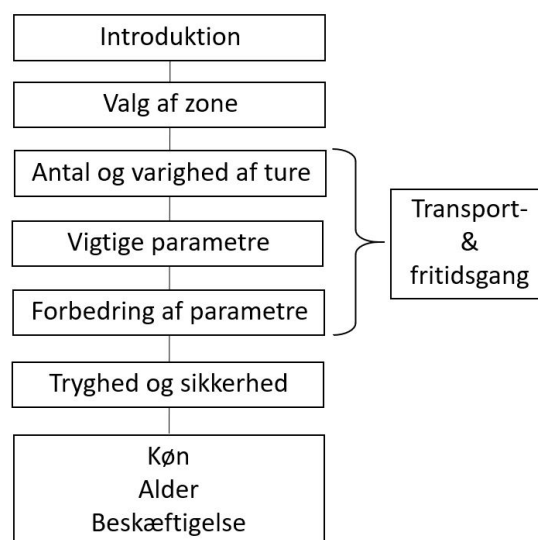 Introduktion
Valg af zone
Antal og varighed af ture
Vigtige parametre
Forbedring af parametre
Transport-
&
fritidsgang
Tryghed og sikkerhed
Køn
Alder
Beskæftigelse